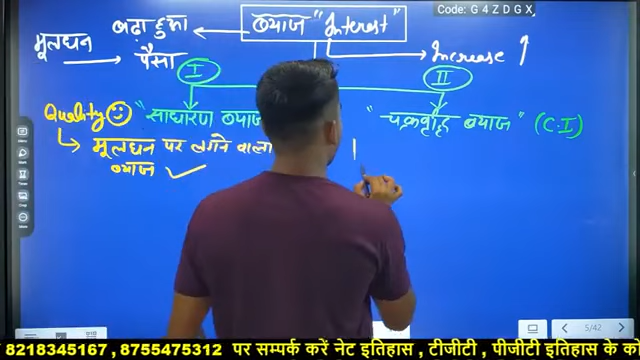 Code: G 4 Z D G X
बढ़ा हुआ ब्याज "Interest"
मूलधन पैसा Increase
I II
Quality "साधारण ब्याज "चक्रवृद्धि ब्याज" (C.I)
मूलधन पर लगने वाला
ब्याज
5/42
8218345167 , 8755475312 पर सम्पर्क करें नेट इतिहास , टीजीटी , पीजीटी इतिहास के